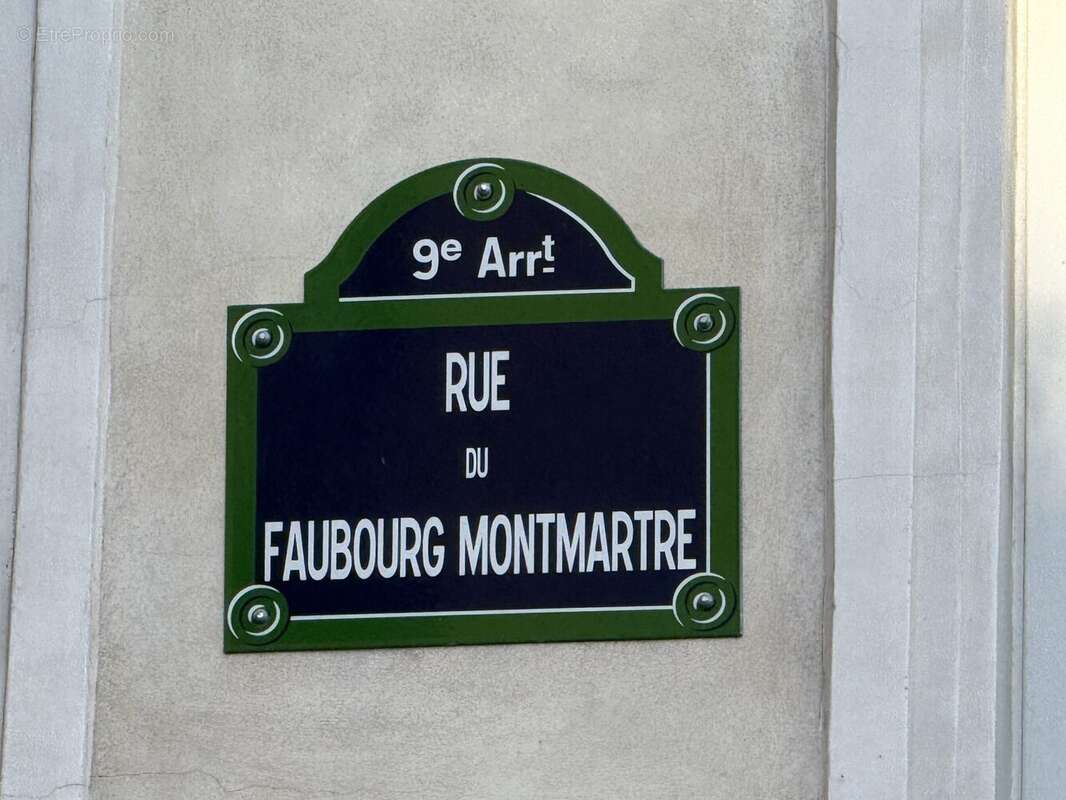 © EtreProprio.com
9e Arrt
RUE
DU
FAUBOURG MONTMARTRE